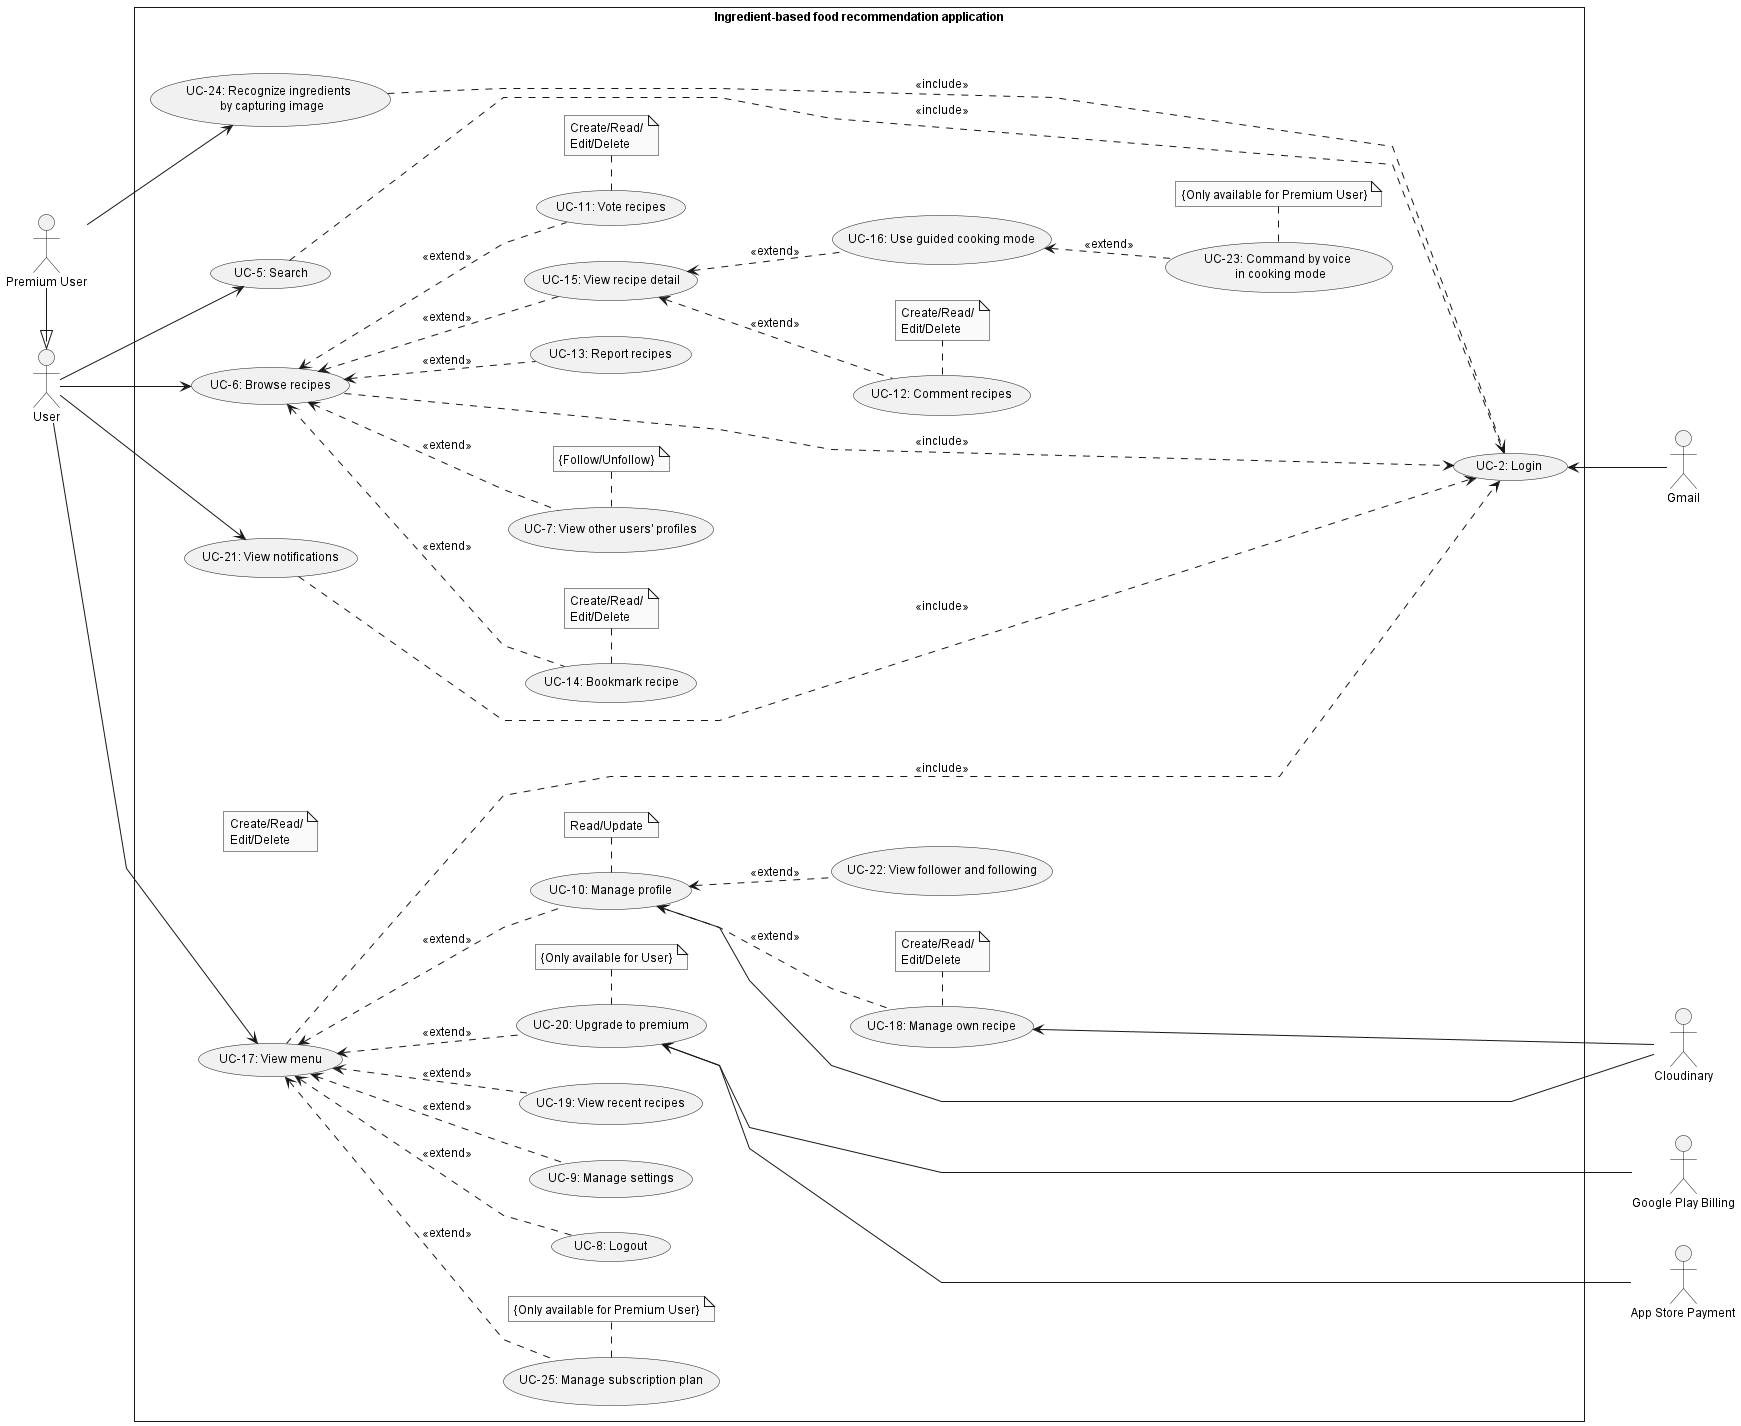 Ingredient-based food recommendation application
UC-24: Recognize ingredients
by capturing image
«include»
«include»
Create/Read/
Edit/Delete
UC-11: Vote recipes
{Only available for Premium User}
UC-16: Use guided cooking mode
«extend»
«extend»
«extend»
UC-23: Command by voice
in cooking mode
UC-5: Search
UC-15: View recipe detail
Premium User
«extend»
Create/Read/
Edit/Delete
«extend»
UC-13: Report recipes
«extend»
UC-6: Browse recipes
UC-12: Comment recipes
User
«extend»
«include»
{Follow/Unfollow}
UC-2: Login
Gmail
UC-7: View other users' profiles
«extend»
UC-21: View notifications
Create/Read/
Edit/Delete
«include»
UC-14: Bookmark recipe
«include»
Create/Read/
Edit/Delete
Read/Update
UC-10: Manage profile
«extend»
UC-22: View follower and following
«extend»
«extend»
Create/Read/
Edit/Delete
{Only available for User}
UC-20: Upgrade to premium
UC-18: Manage own recipe
«extend»
UC-17: View menu
«extend»
Cloudinary
UC-19: View recent recipes
«extend»
«extend»
UC-9: Manage settings
Google Play Billing
«extend»
UC-8: Logout
{Only available for Premium User}
App Store Payment
UC-25: Manage subscription plan